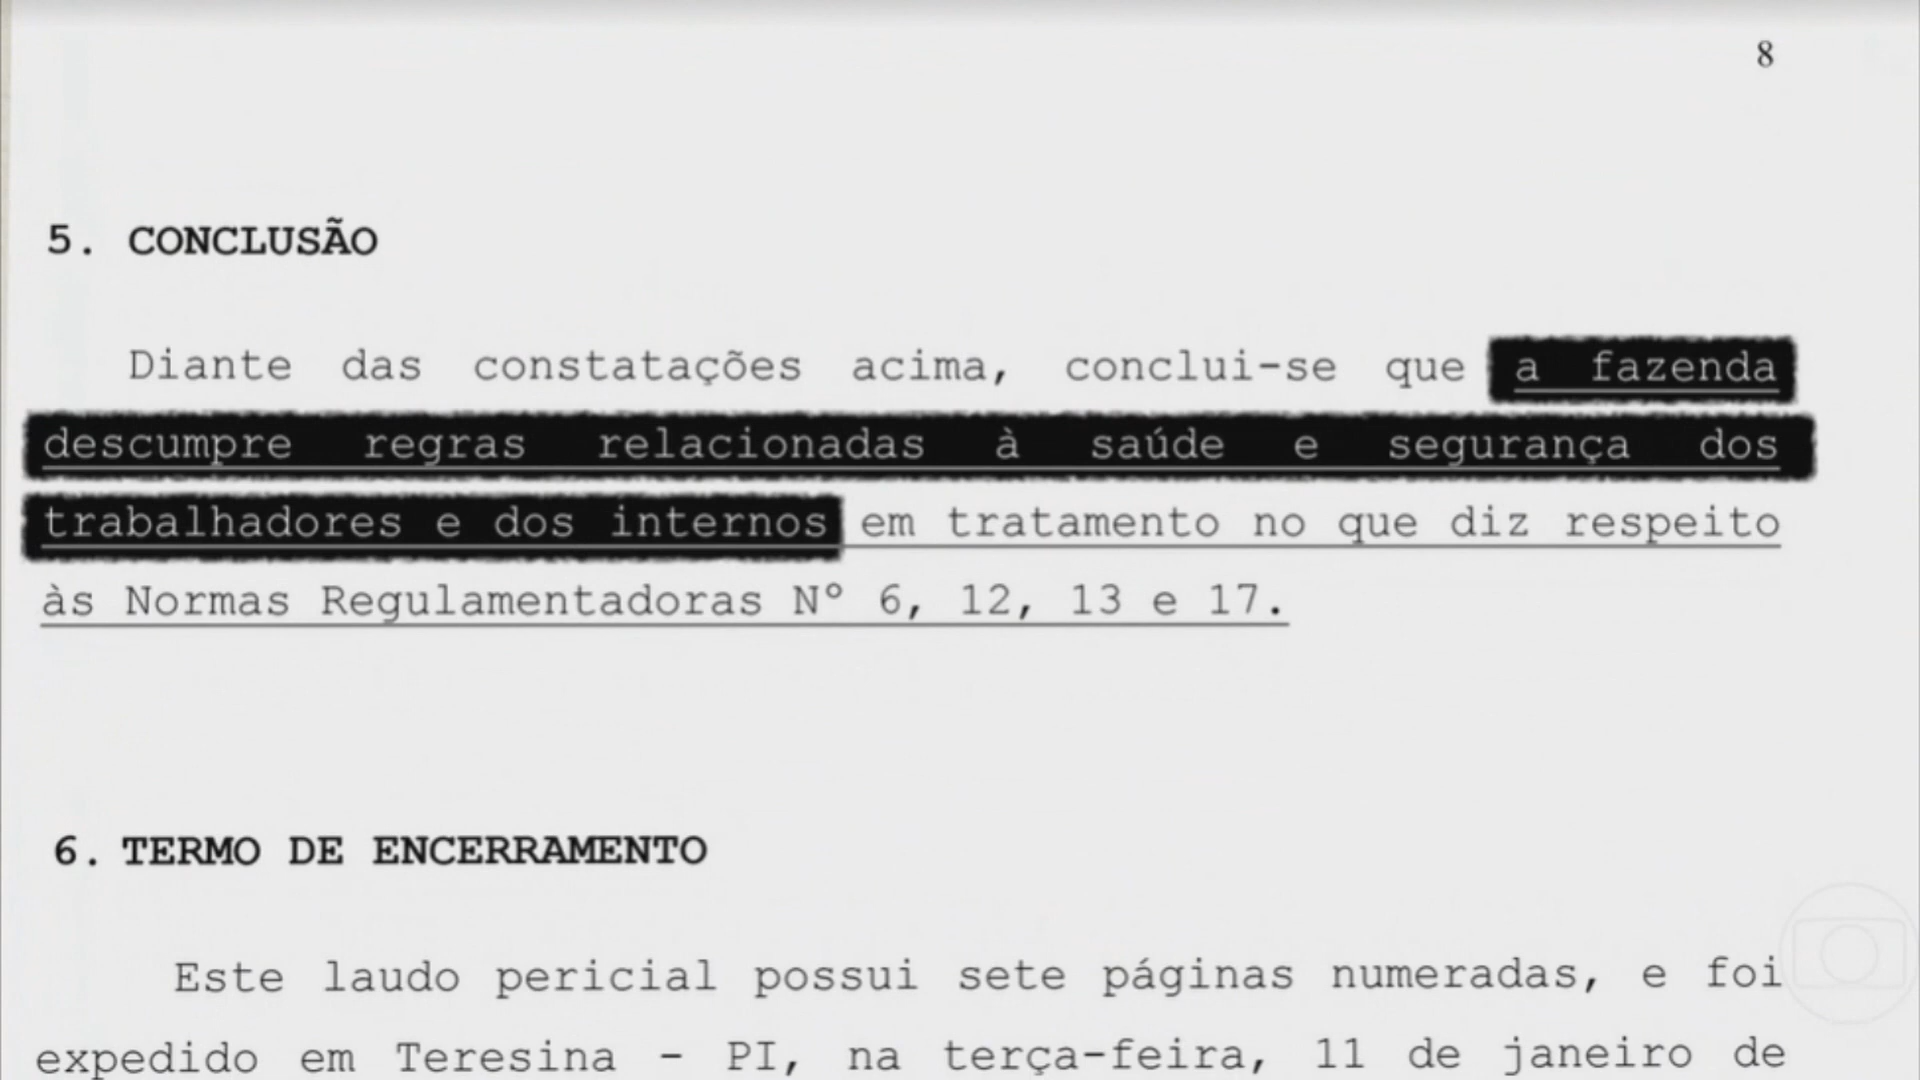 8
5. CONCLUSÃO
Diante das constatações acima, conclui-se que a fazenda
descumpre regras relacionadas à saúde e segurança dos
trabalhadores e dos internos em tratamento no que diz respeito
às Normas Regulamentadoras Nº 6, 12, 13 e 17.
6. TERMO DE ENCERRAMENTO
Este laudo pericial possui sete páginas numeradas, e foi
expedido em Teresina - PI, na terça-feira, 11 de janeiro de